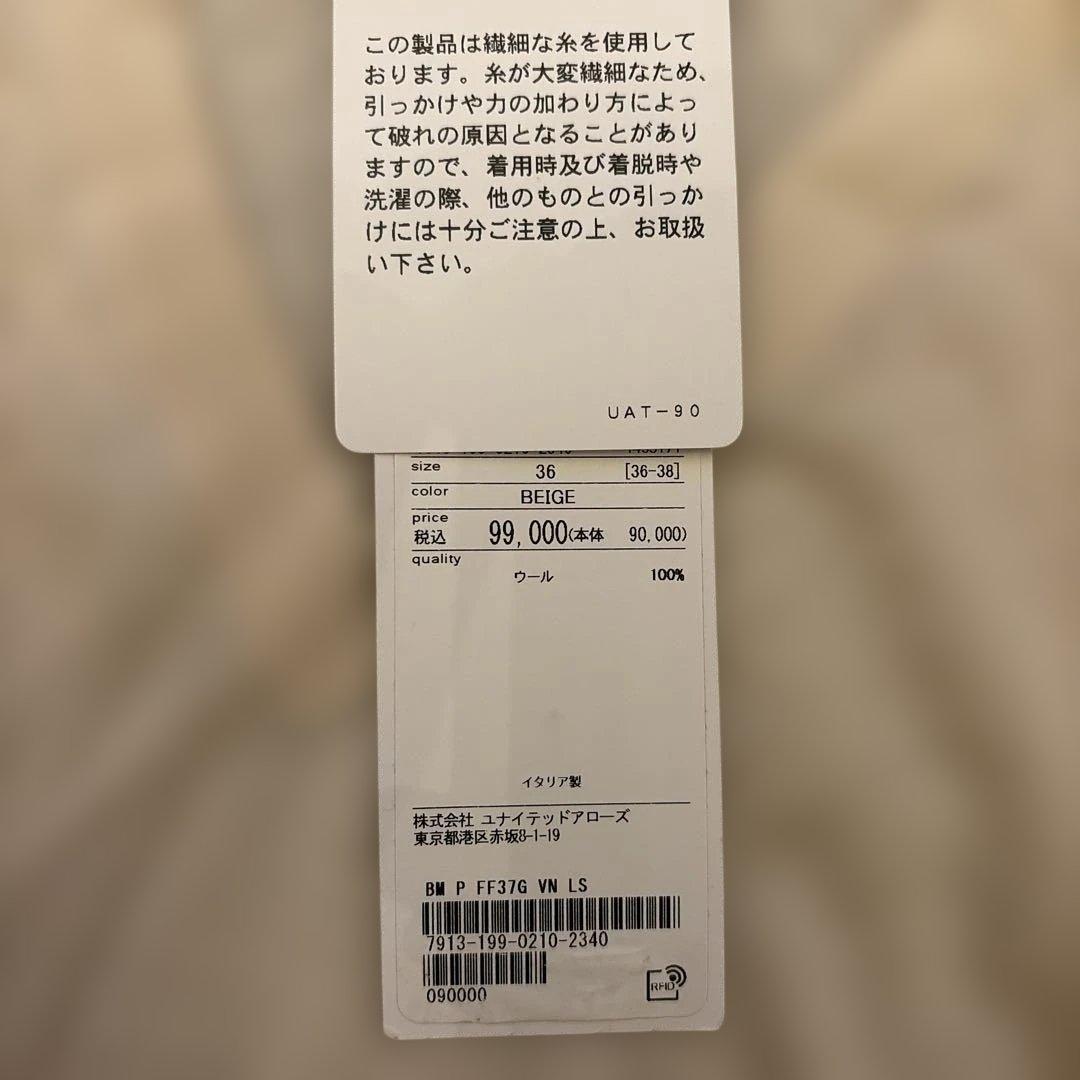 この製品は繊細な糸を使用して
おります。糸が大変繊細なため、
引っかけや力の加わり方によっ
て破れの原因となることがあり
ますので、着用時及び着脱時や
洗濯の際、他のものとの引っか
けには十分ご注意の上、お取扱
い下さい。
UAT-90
size 36 [36-38]
color BEIGE
price
税込 99,000(本体 90,000)
quality
ウール 100%
イタリア製
株式会社 ユナイテッドアローズ
東京都港区赤坂8-1-19
BM P FF37G VN LS
7913-199-0210-2340
090000
RFID